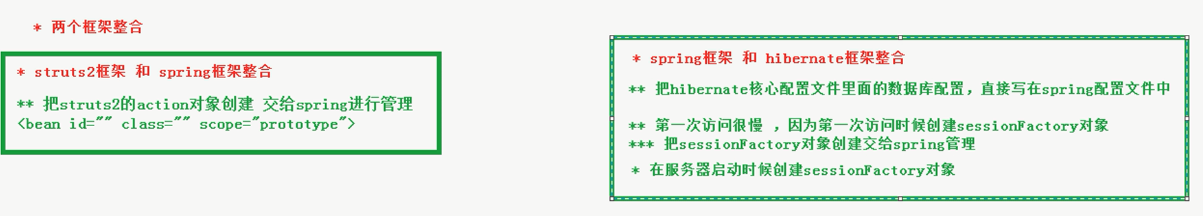 * 两个框架整合
* struts2框架 和 spring框架整合
** 把struts2的action对象创建 交给spring进行管理
<bean id="" class="" scope="prototype">
* spring框架 和 hibernate框架整合
** 把hibernate核心配置文件里面的数据库配置，直接写在spring配置文件中
** 第一次访问很慢 ，因为第一次访问时候创建sessionFactory对象
*** 把sessionFactory对象创建交给spring管理
* 在服务器启动时候创建sessionFactory对象